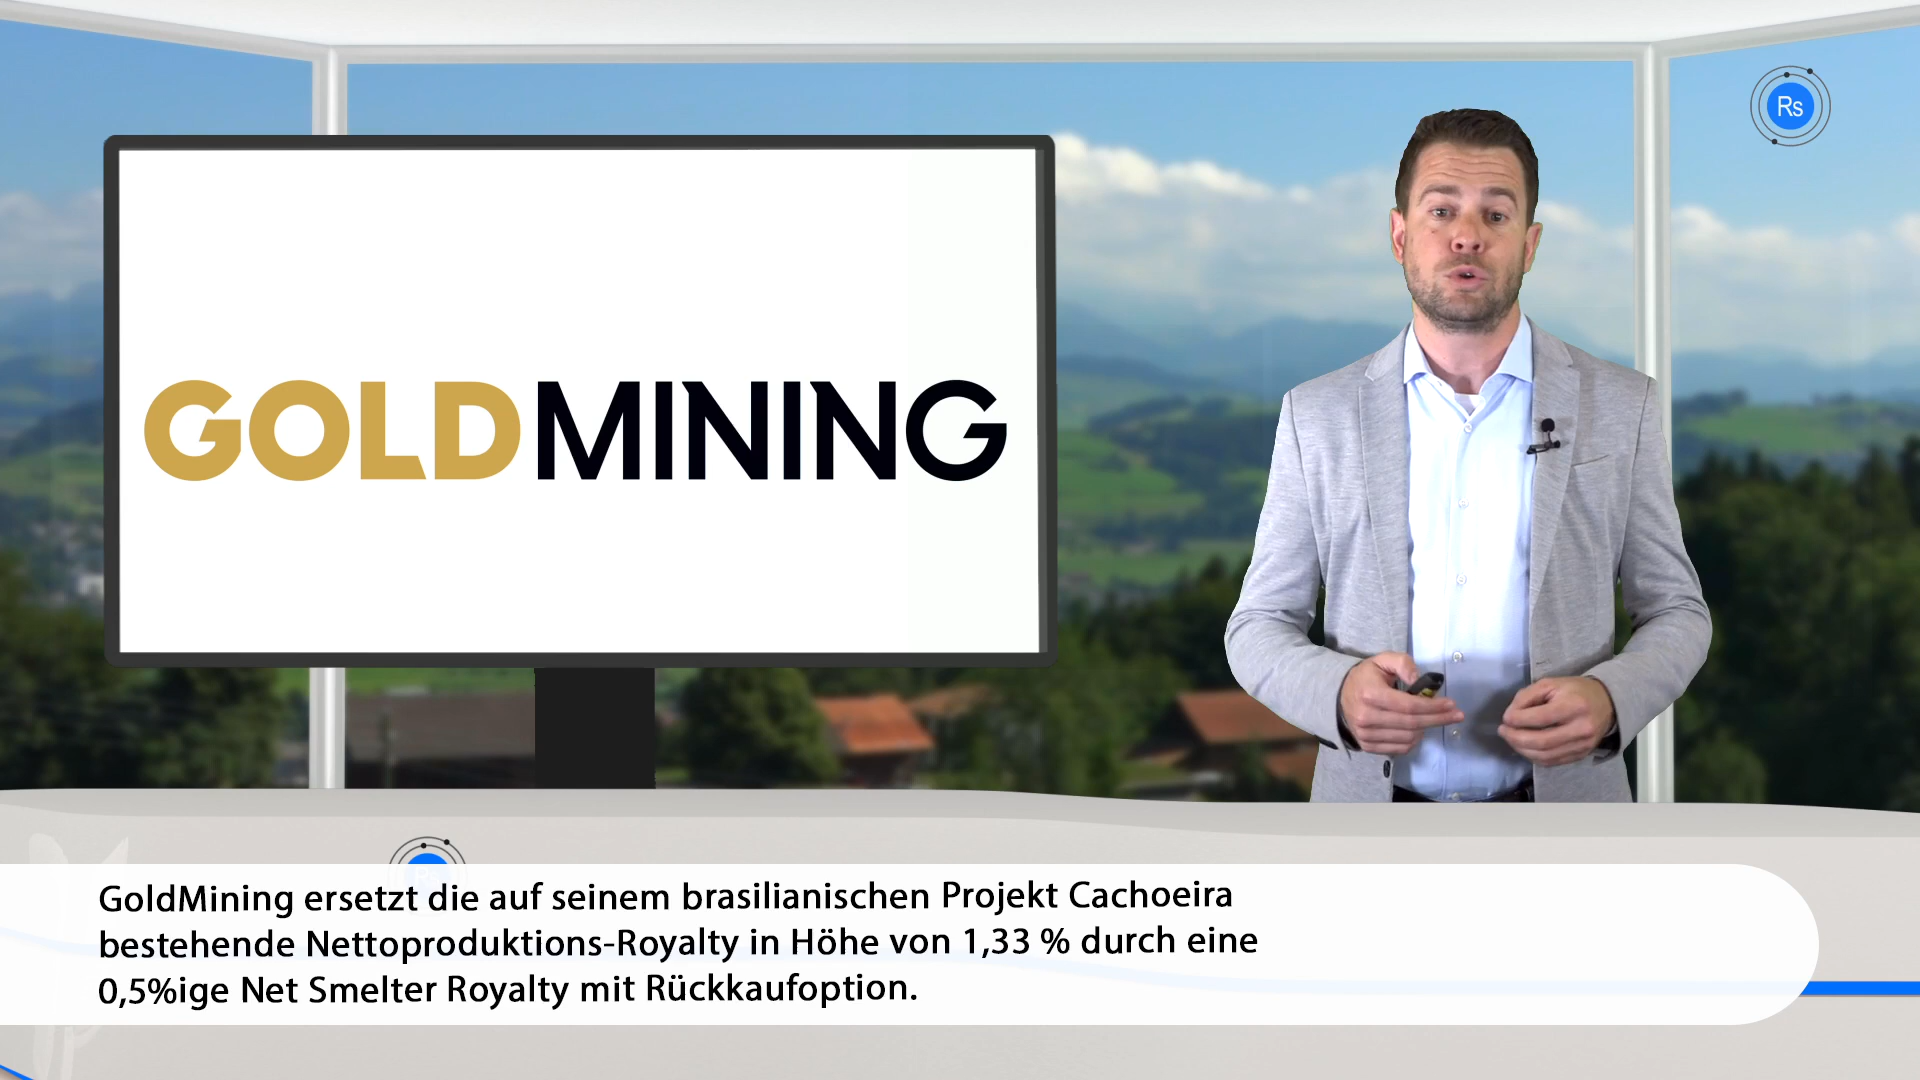 Rs
GOLDMINING
Rs
GoldMining ersetzt die auf seinem brasilianischen Projekt Cachoeira
bestehende Nettoproduktions-Royalty in Höhe von 1,33 % durch eine
0,5%ige Net Smelter Royalty mit Rückkaufoption.